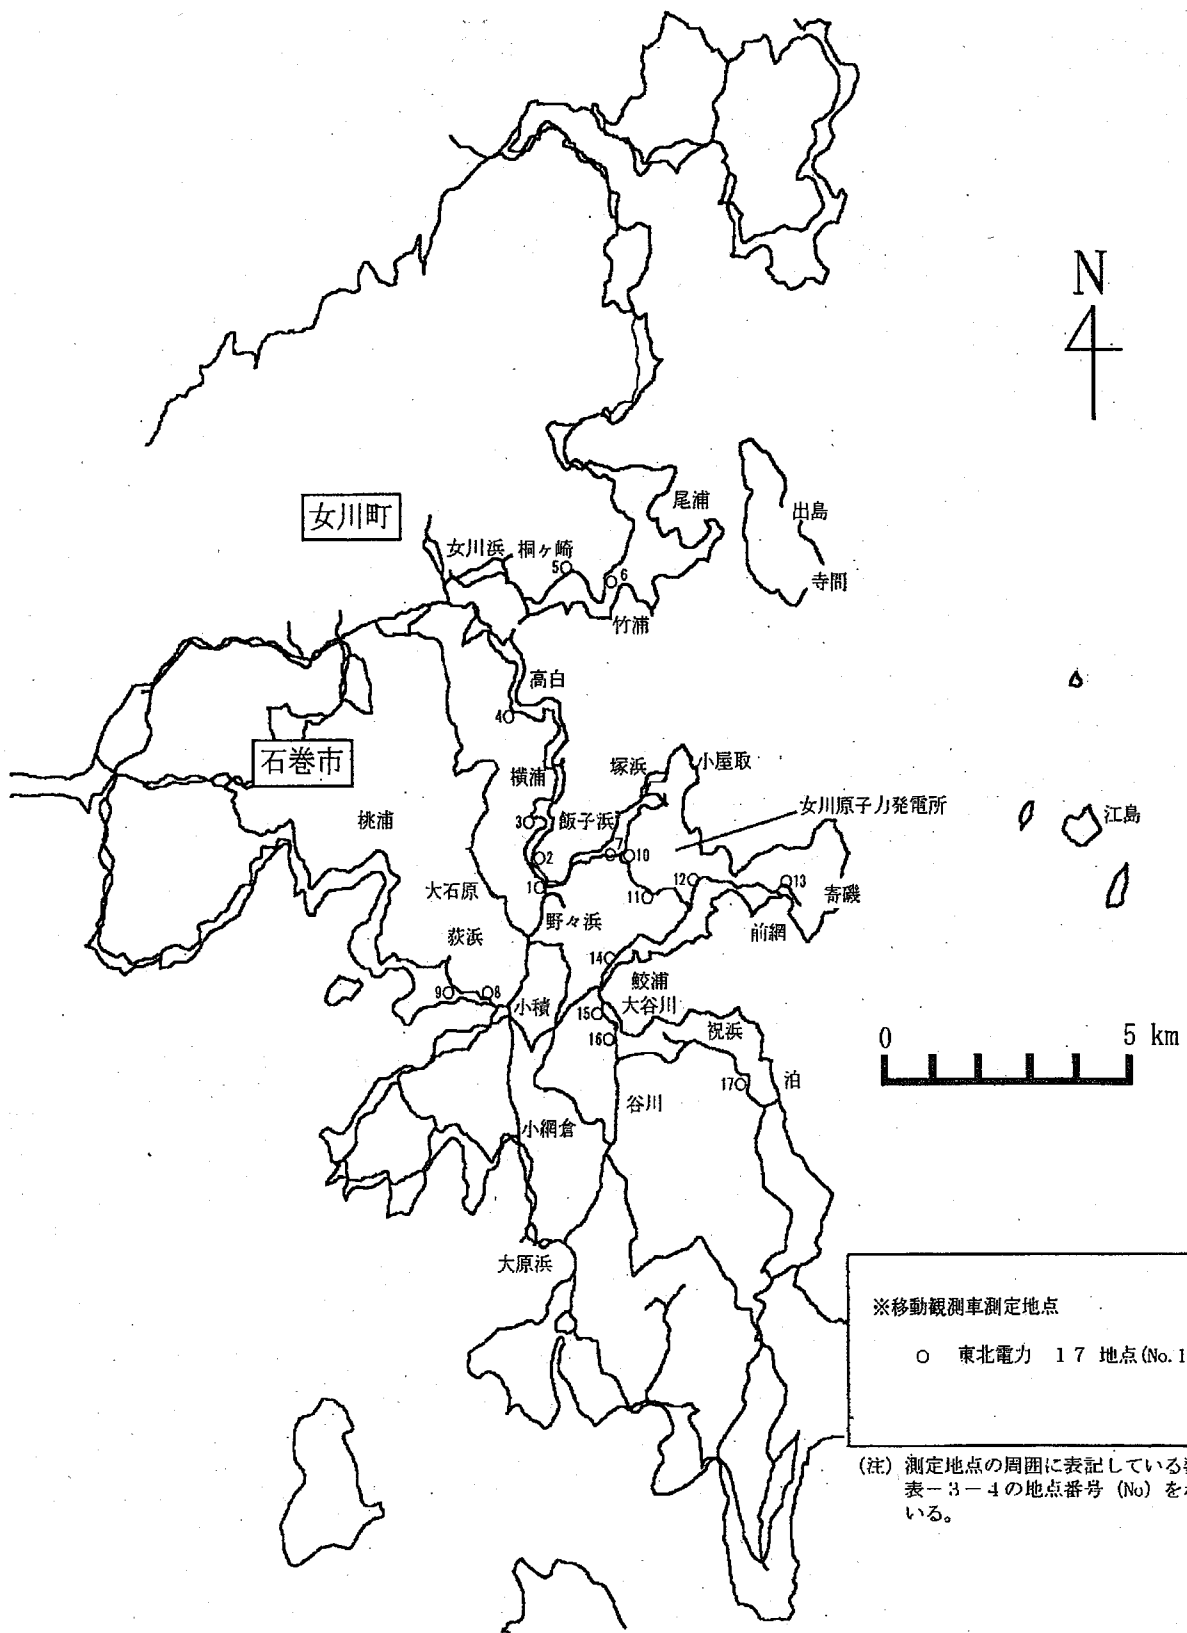 N
尾浦
出島
女川町
女川浜
桐ヶ崎
5
6
寺間
竹浦
高白
4
石巻市
横浦
塚浜
小屋取
女川原子力発電所
桃浦
3
飯子浜
江島
2
7
10
大石原
1
11
12
13
寄磯
野々浜
前網
荻浜
14
鮫浦
9
8
小積
大谷川
15
16
祝浜
0
5 km
17
泊
谷川
小網倉
大原浜
※移動観測車測定地点
○ 東北電力 17 地点(No.1
(注) 測定地点の周囲に表記している
表-3-4の地点番号 (No) を
いる。